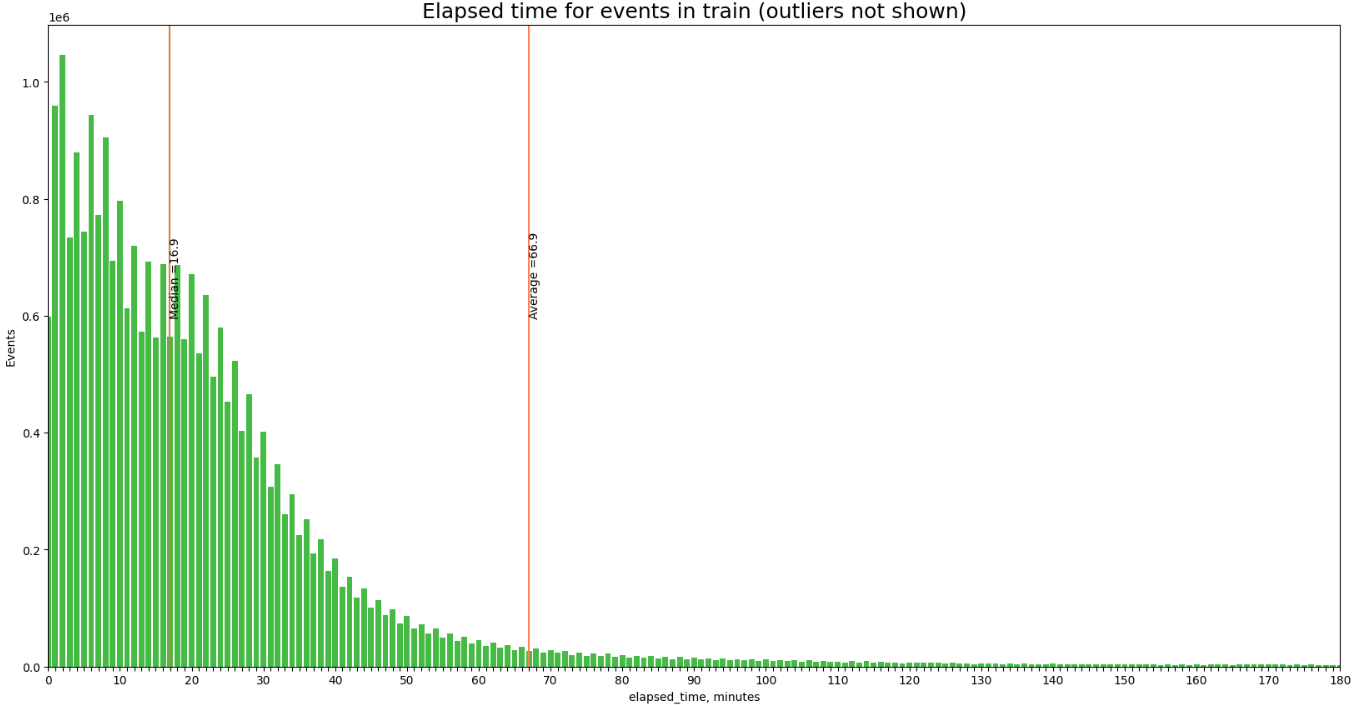 Elapsed time for events in train (outliers not shown)
1e6
1.0
0.8
0.6
0.4
0.2
0.0
Events
Median =16.9
Average =66.9
0 10 20 30 40 50 60 70 80 90 100 110 120 130 140 150 160 170 180
elapsed_time, minutes